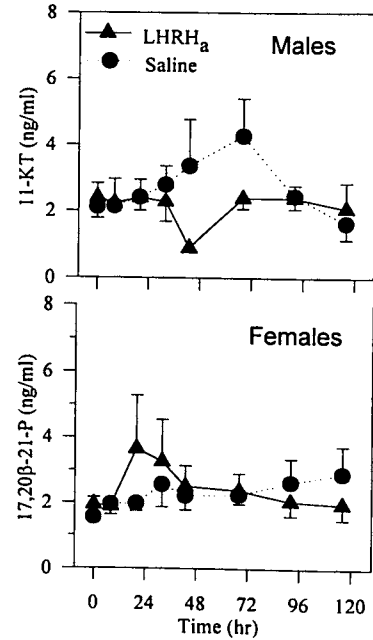 8
LHRHa
Saline
Males
6
4
2
0
11-KT (ng/ml)
8
Females
6
4
2
0
17,20β-21-P (ng/ml)
0 24 48 72 96 120
Time (hr)